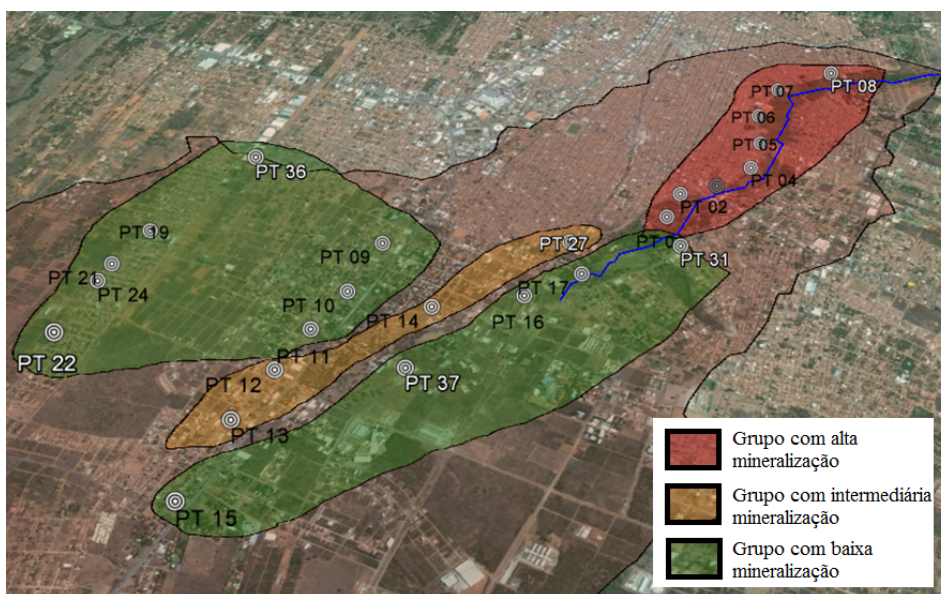 PT 08
PT 07
PT 06
PT 05
PT 04
PT 02
PT 36
PT 19
PT 09
PT 27
PT 31
PT 21
PT 24
PT 10
PT 17
PT 16
PT 14
PT 22
PT 11
PT 12
PT 37
PT 13
PT 15
Grupo com alta
mineralização
Grupo com intermediária
mineralização
Grupo com baixa
mineralização